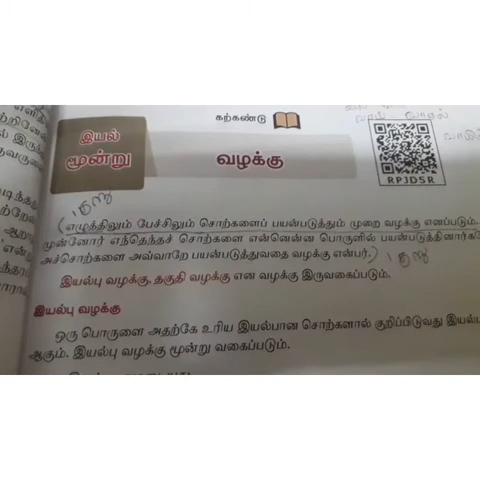 கற்கண்டு
இயல்
மூன்று
வழக்கு
RPJDSR
(எழுத்திலும் பேச்சிலும் சொற்களைப் பயன்படுத்தும் முறை வழக்கு எனப்படும்.
முன்னோர் எந்தெந்தச் சொற்களை என்னென்ன பொருளில் பயன்படுத்தினார்க
அச்சொற்களை அவ்வாறே பயன்படுத்துவதை வழக்கு என்பர்.)
இயல்பு வழக்கு, தகுதி வழக்கு என வழக்கு இருவகைப்படும்.
இயல்பு வழக்கு
ஒரு பொருளை அதற்கே உரிய இயல்பான சொற்களால் குறிப்பிடுவது இயல்ப
ஆகும். இயல்பு வழக்கு மூன்று வகைப்படும்.